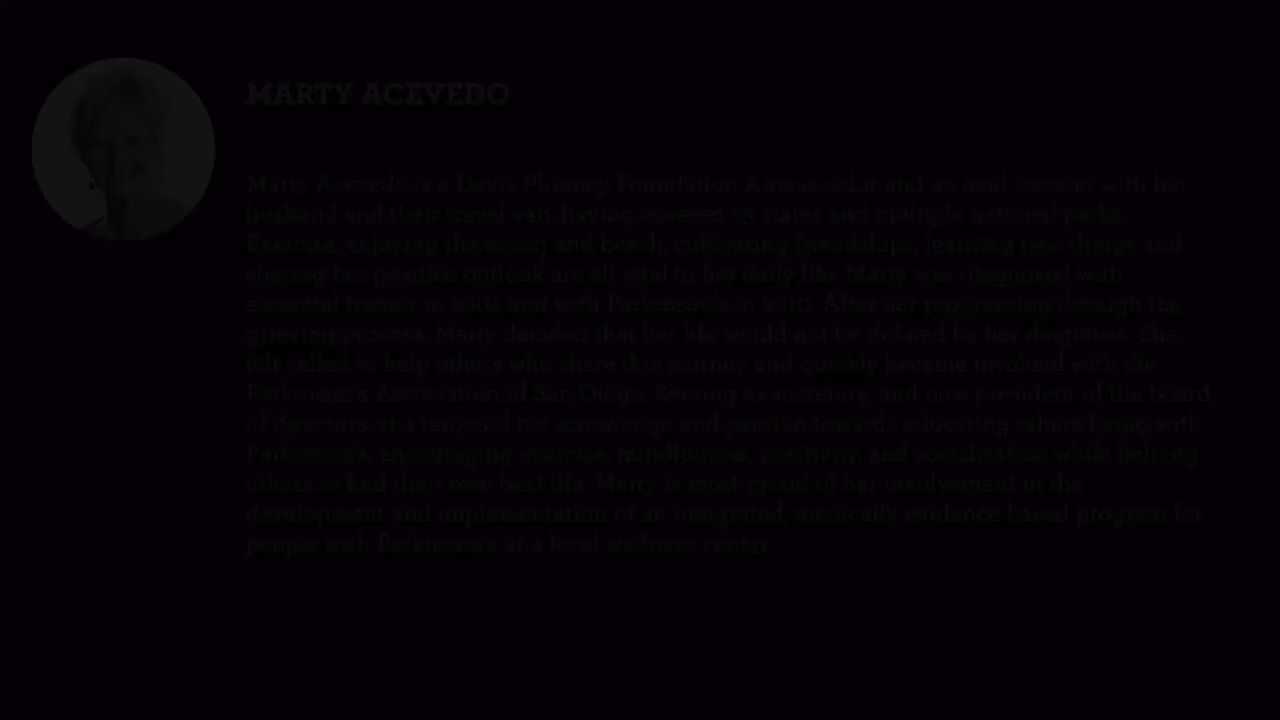 MARTY ACEVEDO
Marty Acevedo is a Davis Phinney Foundation Ambassador and an avid traveler with her
husband and their travel van, having covered 35 states and multiple national parks.
Exercise, enjoying the ocean and beach, cultivating friendships, learning new things and
sharing her positive outlook are all vital to her daily life. Marty was diagnosed with
essential tremor in 2004 and with Parkinson's in 2010. After her progression through the
grieving process, Marty decided that her life would not be defined by her diagnoses. She
felt called to help others who share this journey and quickly became involved with the
Parkinson's Association of San Diego. Serving as secretary, and now president of the board
of directors, she targeted her knowledge and passion towards educating others living with
Parkinson's, encouraging exercise, mindfulness, positivity, and socialization while helping
others to find their own best life. Marty is most proud of her involvement in the
development and implementation of an integrated, medically evidence-based program for
people with Parkinson's at a local wellness center.